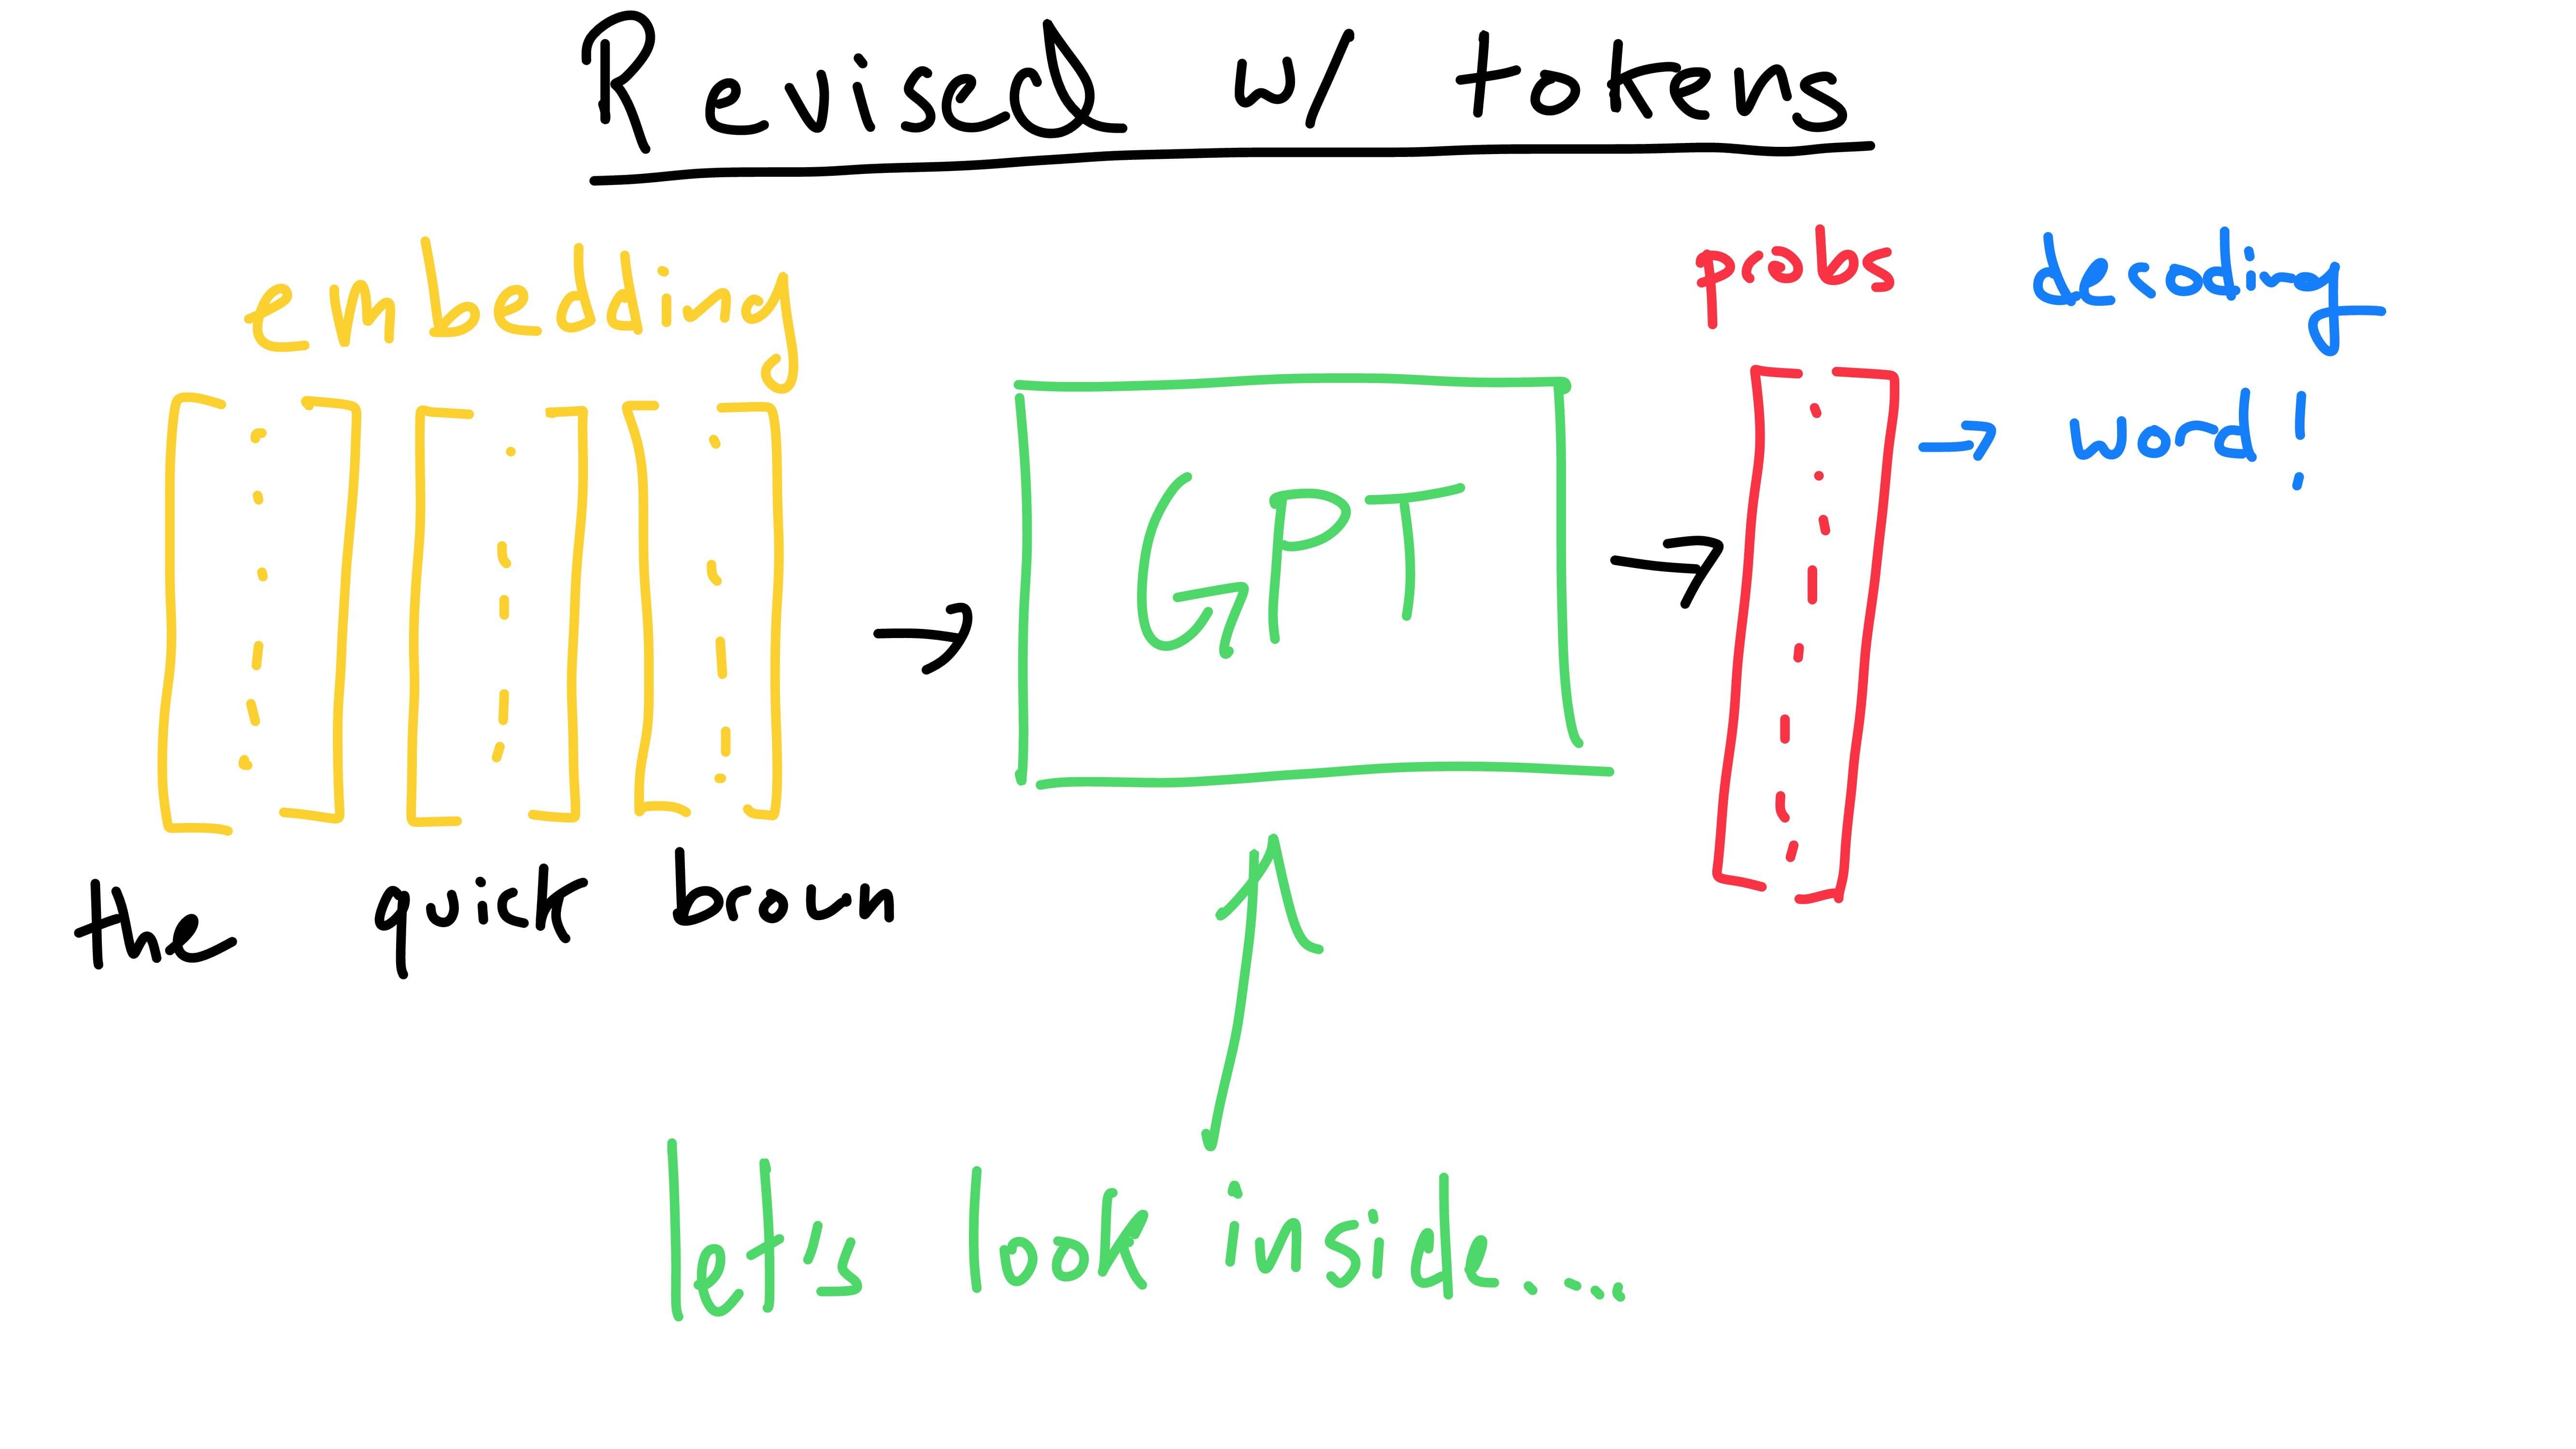 Revised w/ tokens
embedding
probs
decoding
→ word!
GPT
the quick brown
let's look inside....